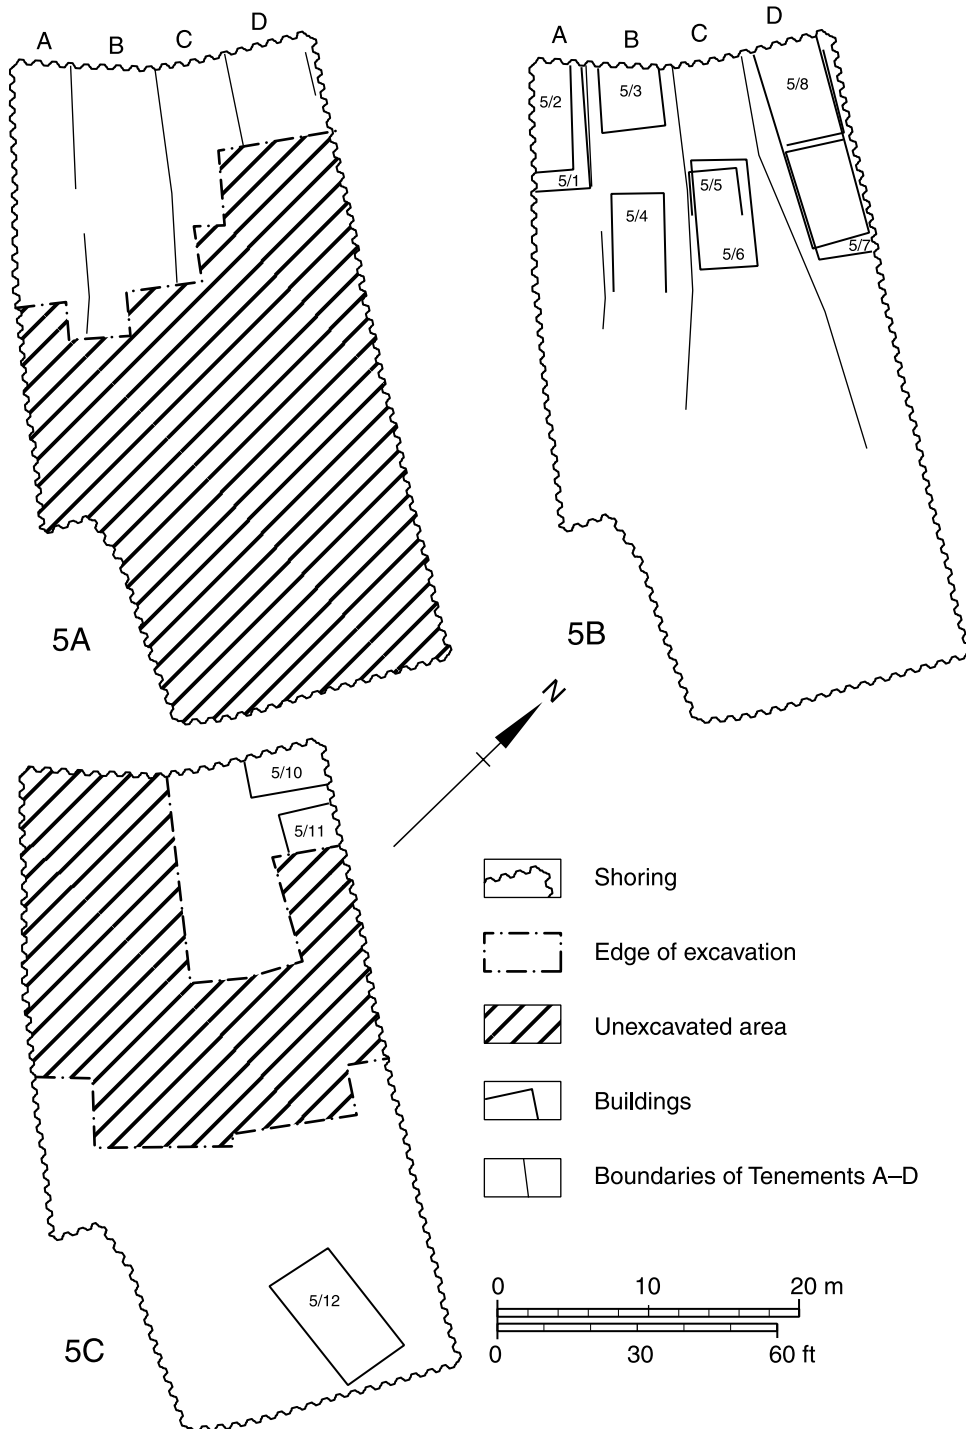 A B C D
A B C D
5/2
5/3
5/8
5/1
5/5
5/4
5/6
5/7
5A
5B
N
5/10
5/11
Shoring
Edge of excavation
Unexcavated area
Buildings
Boundaries of Tenements A–D
5/12
5C
0 10 20 m
0 30 60 ft